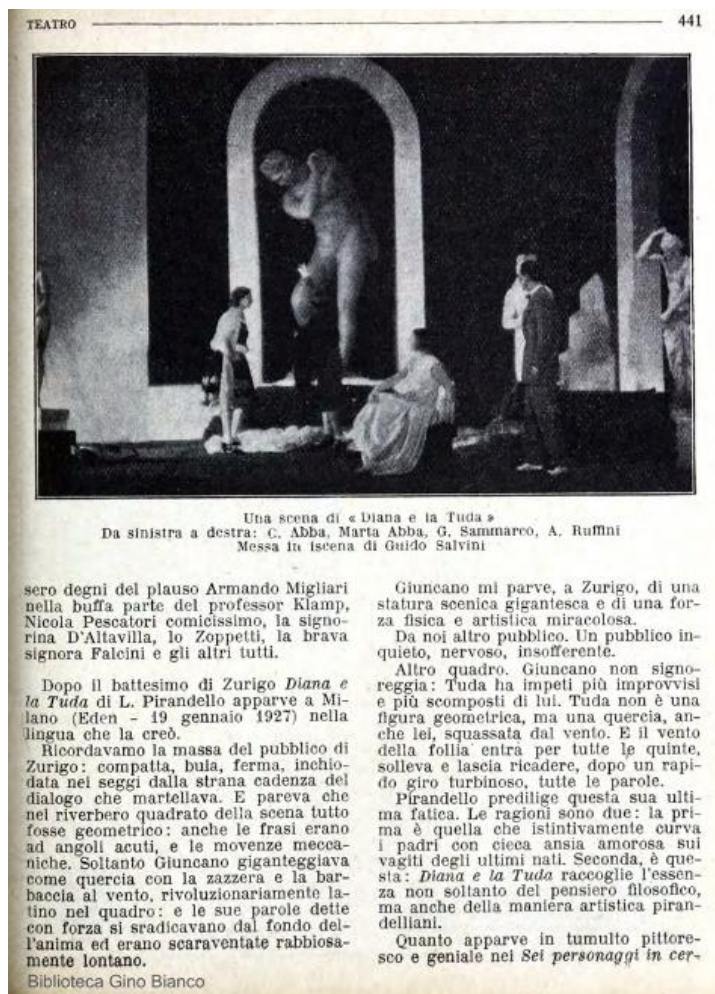 TEATRO
441
Una scena di « Diana e la Tuda »
Da sinistra a destra: C. Abba, Marta Abba, G. Sammarco, A. Ruffini
Messa in iscena di Guido Salvini
sero degni del plauso Armando Migliari
nella buffa parte del professor Klamp,
Nicola Pescatori comicissimo, la signo-
rina D'Altavilla, lo Zoppetti, la brava
signora Falcini e gli altri tutti.
Dopo il battesimo di Zurigo Diana e
la Tuda di L. Pirandello apparve a Mi-
lano (Eden - 19 gennaio 1927) nella
lingua che la creò.
Ricordavamo la massa del pubblico di
Zurigo: compatta, buia, ferma, inchio-
data nei seggi dalla strana cadenza del
dialogo che martellava. E pareva che
nel riverbero quadrato della scena tutto
fosse geometrico: anche le frasi erano
ad angoli acuti, e le movenze mecca-
niche. Soltanto Giuncano giganteggiava
come quercia con la zazzera e la bar-
baccia al vento, rivoluzionariamente la-
tino nel quadro: e le sue parole dette
con forza si sradicavano dal fondo del-
l'anima ed erano scaraventate rabbiosa-
mente lontano.
Giuncano mi parve, a Zurigo, di una
statura scenica gigantesca e di una for-
za fisica e artistica miracolosa.
Da noi altro pubblico. Un pubblico in-
quieto, nervoso, insofferente.
Altro quadro. Giuncano non signo-
reggia: Tuda ha impeti più improvvisi
e più scomposti di lui. Tuda non è una
figura geometrica, ma una quercia, an-
che lei, squassata dal vento. E il vento
della follia entra per tutte le quinte,
solleva e lascia ricadere, dopo un rapi-
do giro turbinoso, tutte le parole.
Pirandello predilige questa sua ulti-
ma fatica. Le ragioni sono due: la pri-
ma è quella che istintivamente curva
i padri con cieca ansia amorosa sui
vagiti degli ultimi nati. Seconda, è que-
sta: Diana e la Tuda raccoglie l'essen-
za non soltanto del pensiero filosofico,
ma anche della maniera artistica piran-
delliani.
Quanto apparve in tumulto pittore-
sco e geniale nei Sei personaggi in cer-
Biblioteca Gino Bianco